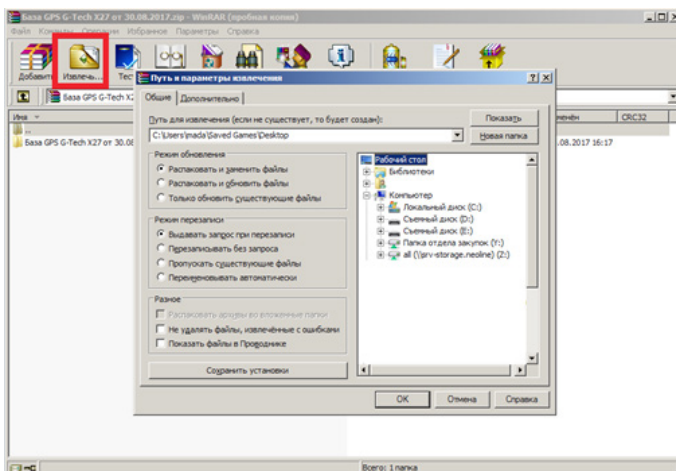 База GPS G-Tech X27 от 30.08.2017.zip - WinRAR (пробная копия)
Файл Команды Операции Избранное Параметры Справка
Добавить Извлечь... Тест
База GPS G-Tech X2
Имя CRC32
..
База GPS G-Tech X27 от 30.08 .08.2017 16:17
Путь и параметры извлечения
Общие Дополнительно
Путь для извлечения (если не существует, то будет создан):
Показать
C:\Users\nada\Saved Games\Desktop
Новая папка
Режим обновления
Распаковать и заменить файлы
Распаковать и обновить файлы
Только обновить существующие файлы
Режим перезаписи
Выдавать запрос при перезаписи
Перезаписывать без запроса
Пропускать существующие файлы
Переименовывать автоматически
Разное
Распаковать архивы во вложенные папки
Не удалять файлы, извлечённые с ошибками
Показать файлы в Проводнике
Сохранить установки
Рабочий стол
Библиотеки
Компьютер
Локальный диск (C:)
Съемный диск (D:)
Съемный диск (E:)
Папка отдела закупок (Y:)
all (\\prv-storage.neoline) (Z:)
OK Отмена Справка
Всего: 1 папка